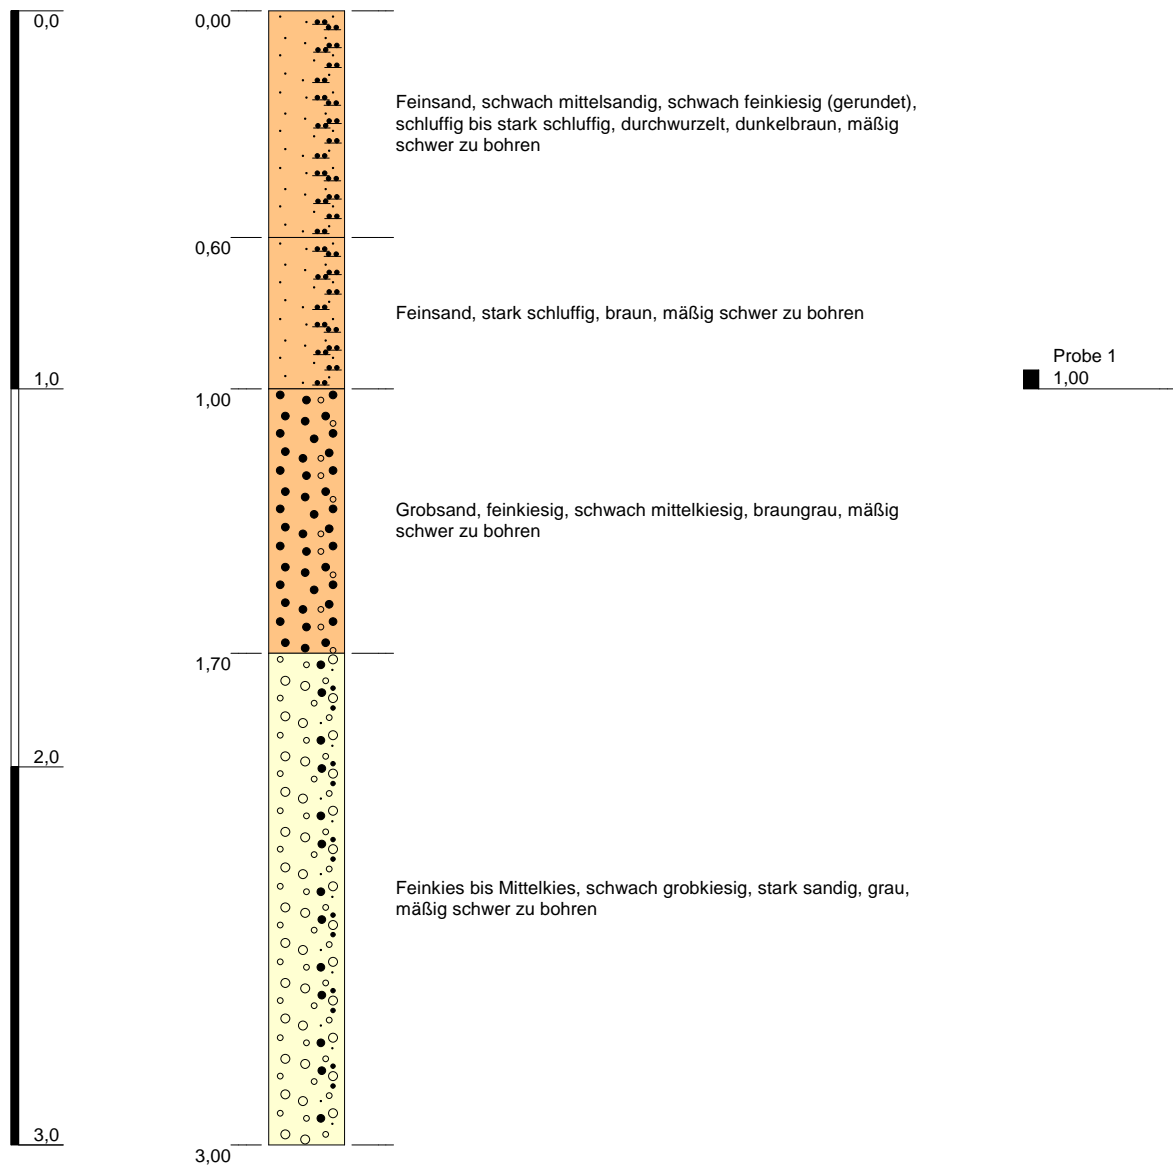 0,0
0,00
Feinsand, schwach mittelsandig, schwach feinkiesig (gerundet),
schluffig bis stark schluffig, durchwurzelt, dunkelbraun, mäßig
schwer zu bohren
0,60
Feinsand, stark schluffig, braun, mäßig schwer zu bohren
Probe 1
1,00
1,0
1,00
Grobsand, feinkiesig, schwach mittelkiesig, braungrau, mäßig
schwer zu bohren
1,70
2,0
Feinkies bis Mittelkies, schwach grobkiesig, stark sandig, grau,
mäßig schwer zu bohren
3,0
3,00